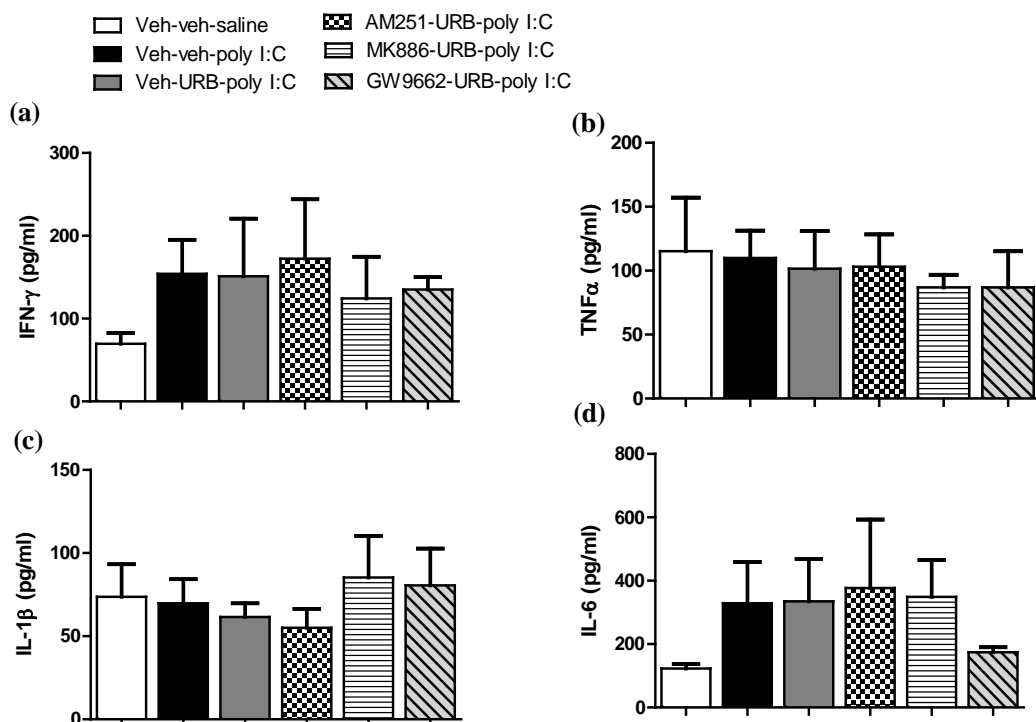 Veh-veh-saline
Veh-veh-poly I:C
Veh-URB-poly I:C
AM251-URB-poly I:C
MK886-URB-poly I:C
GW9662-URB-poly I:C
(a)
300
200
100
0
IFN-γ (pg/ml)
(b)
200
150
100
50
0
TNFα (pg/ml)
(c)
150
100
50
0
IL-1β (pg/ml)
(d)
800
600
400
200
0
IL-6 (pg/ml)